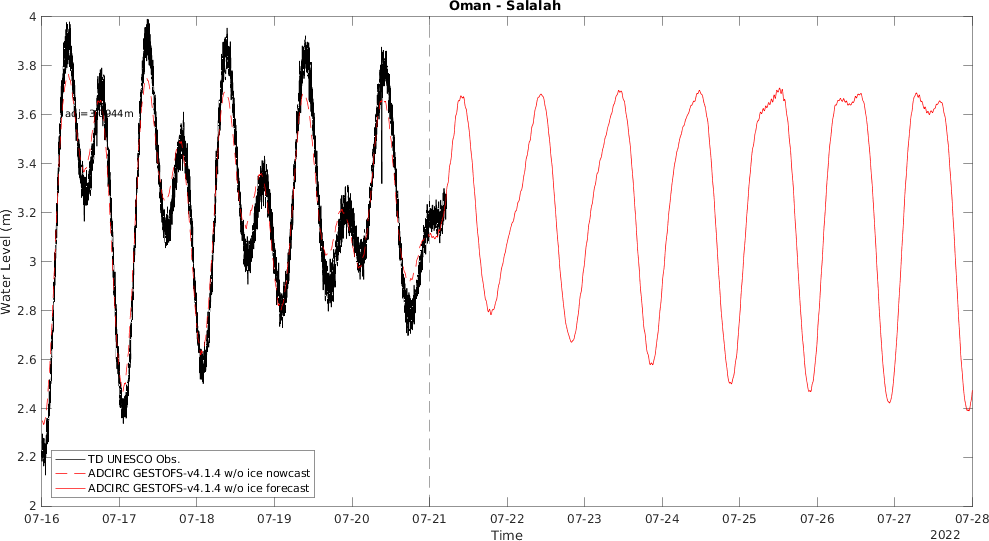 Oman - Salalah
4
3.8
3.6
3.4
3.2
3
2.8
2.6
2.4
2.2
2
Water Level (m)
TD UNESCO Obs.
ADCIRC GESTOFS-v4.1.4 w/o ice nowcast
ADCIRC GESTOFS-v4.1.4 w/o ice forecast
07-16 07-17 07-18 07-19 07-20 07-21 07-22 07-23 07-24 07-25 07-26 07-27 07-28
Time
2022